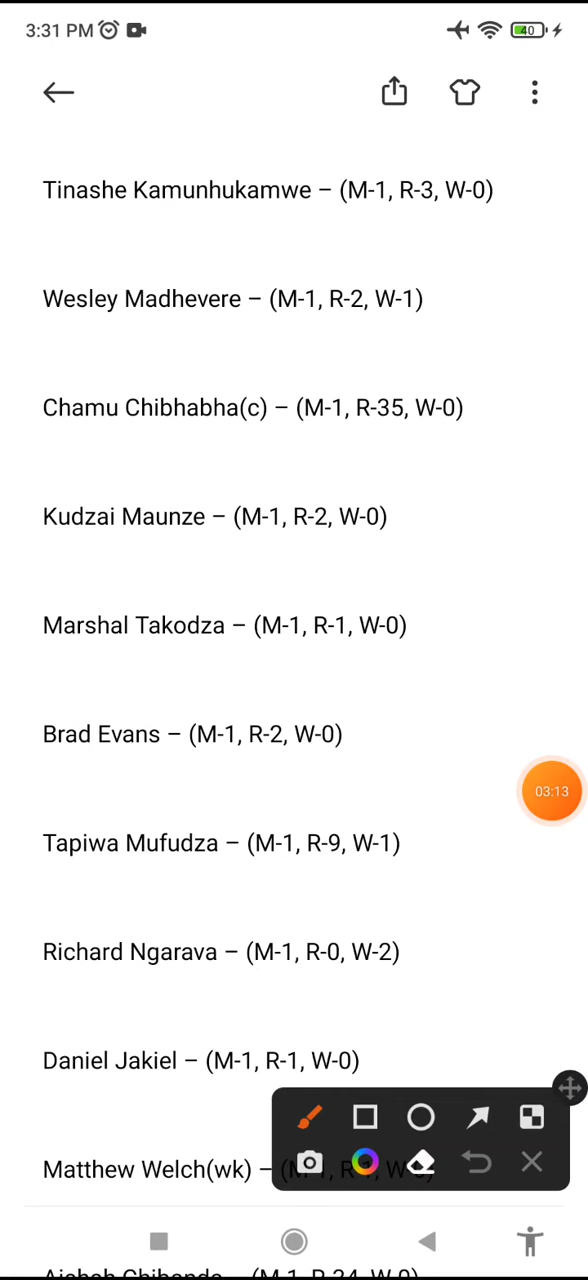 3:31 PM
40
Tinashe Kamunhukamwe – (M-1, R-3, W-0)
Wesley Madhevere – (M-1, R-2, W-1)
Chamu Chibhabha(c) – (M-1, R-35, W-0)
Kudzai Maunze – (M-1, R-2, W-0)
Marshal Takodza – (M-1, R-1, W-0)
Brad Evans – (M-1, R-2, W-0)
03:13
Tapiwa Mufudza – (M-1, R-9, W-1)
Richard Ngarava – (M-1, R-0, W-2)
Daniel Jakiel – (M-1, R-1, W-0)
Matthew Welch(wk) –